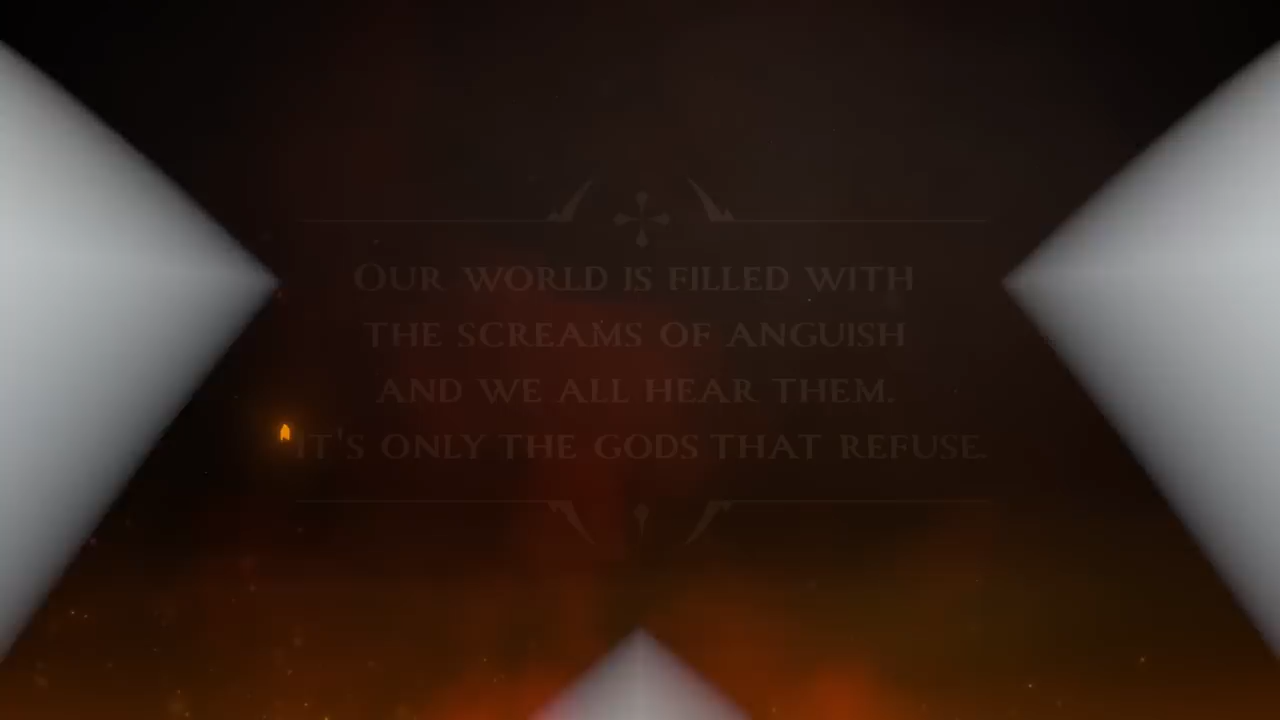 OUR WORLD IS FILLED WITH
THE SCREAMS OF ANGUISH
AND WE ALL HEAR THEM.
IT'S ONLY THE GODS THAT REFUSE.